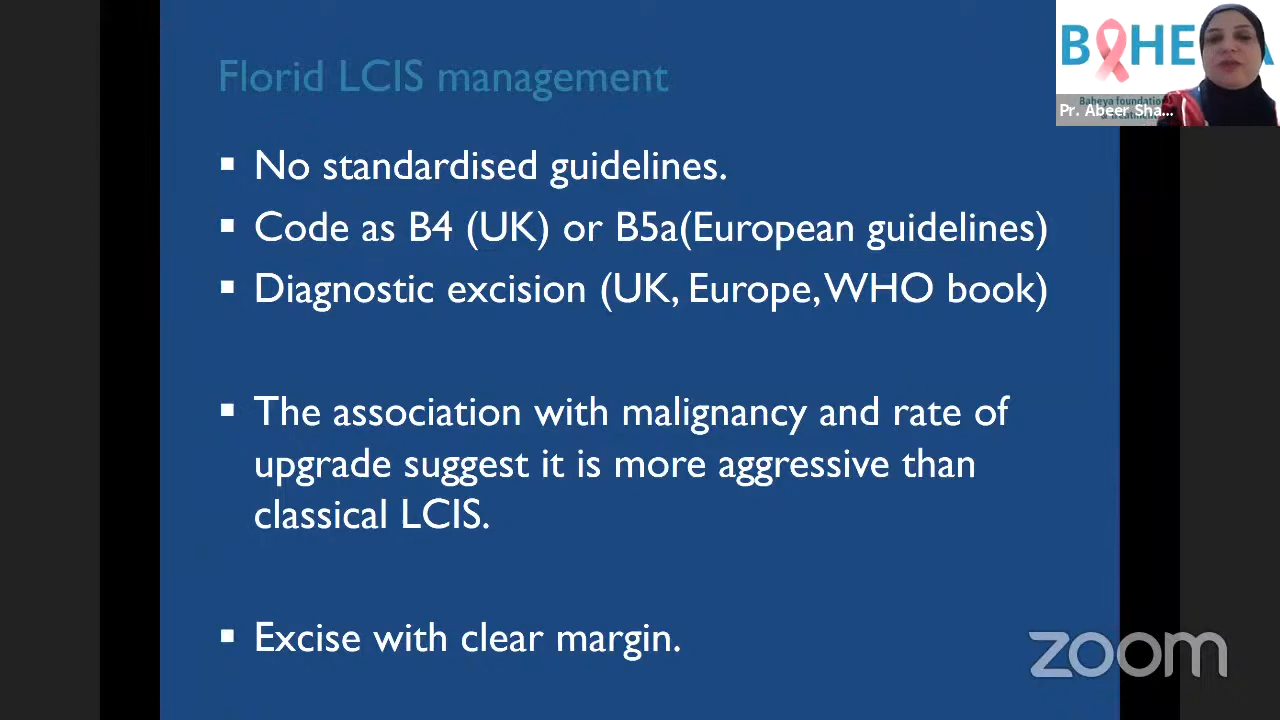 Florid LCIS management
▪ No standardised guidelines.
▪ Code as B4 (UK) or B5a(European guidelines)
▪ Diagnostic excision (UK, Europe, WHO book)
▪ The association with malignancy and rate of
upgrade suggest it is more aggressive than
classical LCIS.
▪ Excise with clear margin.
Baheya foundation
Pr. Abeer Sha...
zoom